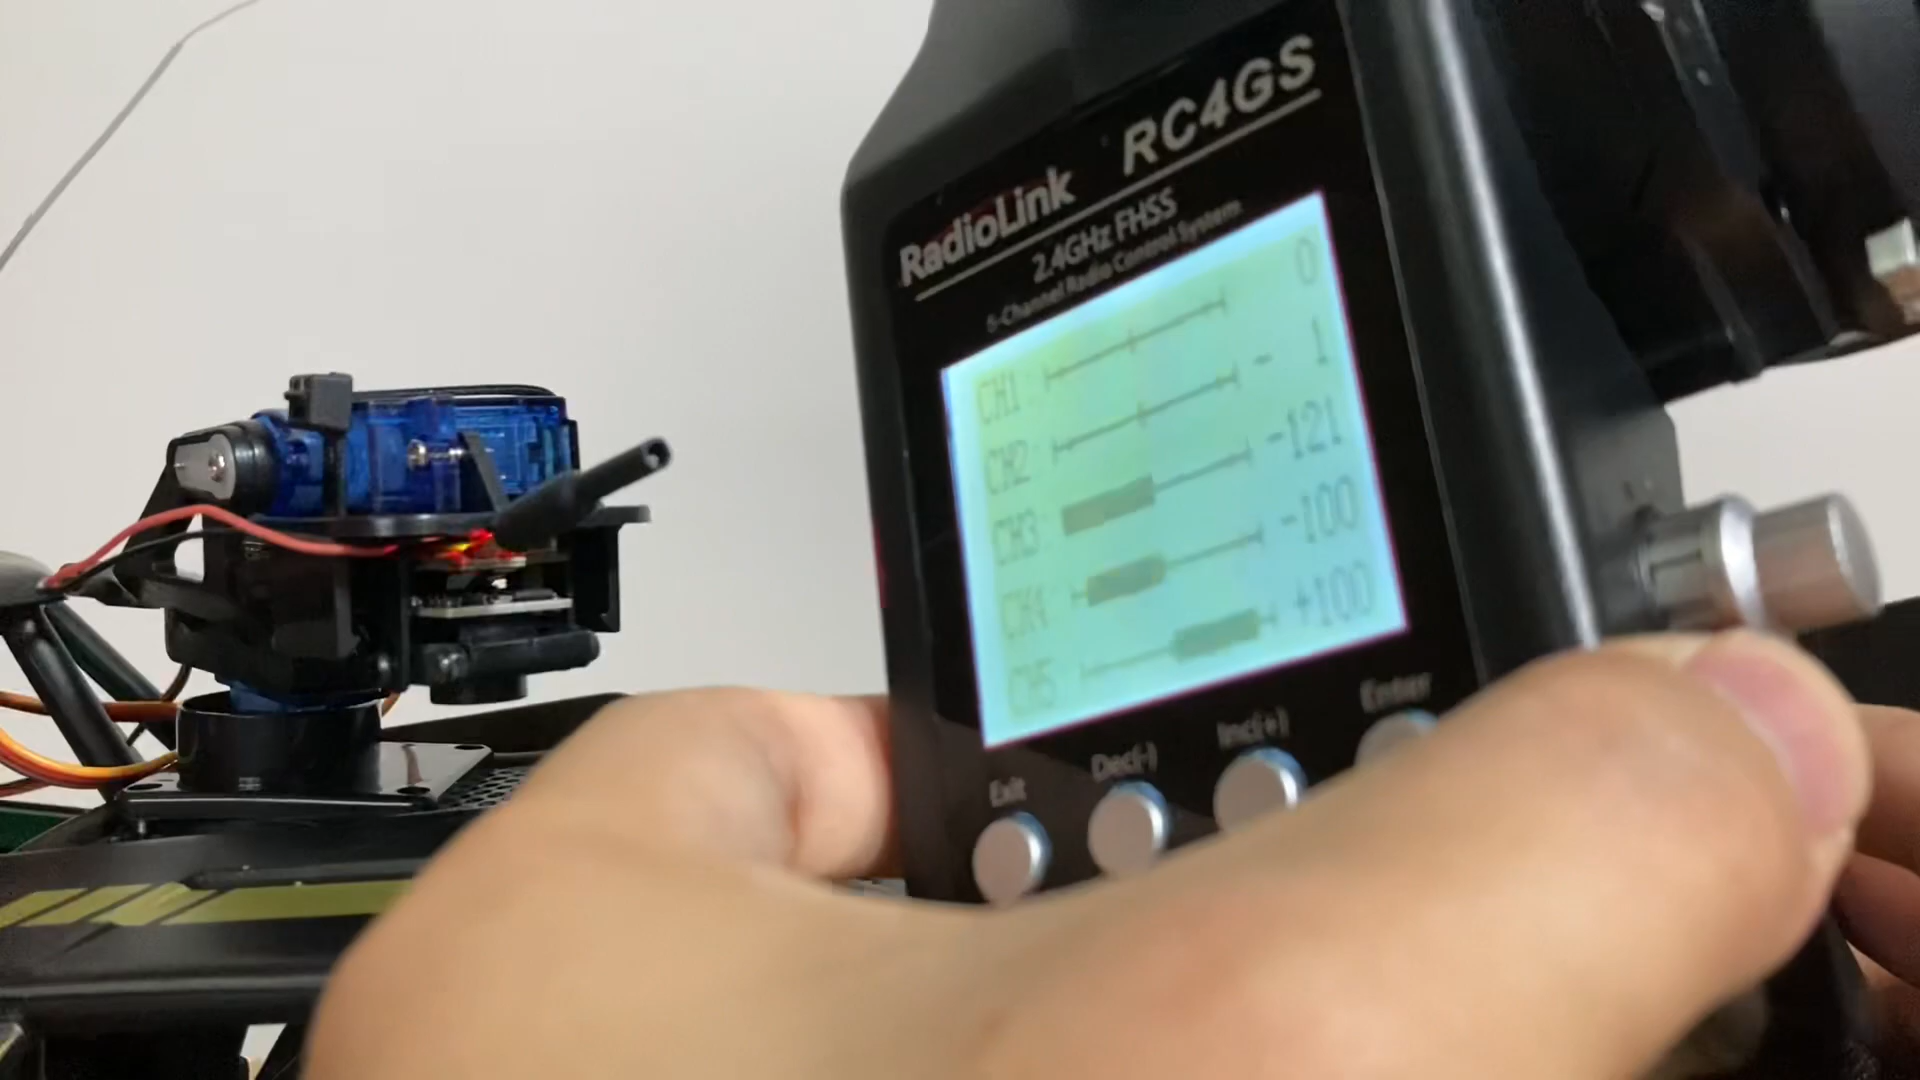 RadioLink RC4GS
2.4GHz FHSS
5-Channel Radio Control System
CH1: 0
CH2: - 1
CH3: -121
CH4: -100
CH5: +100
Exit Dec(-) Inc(+) Enter